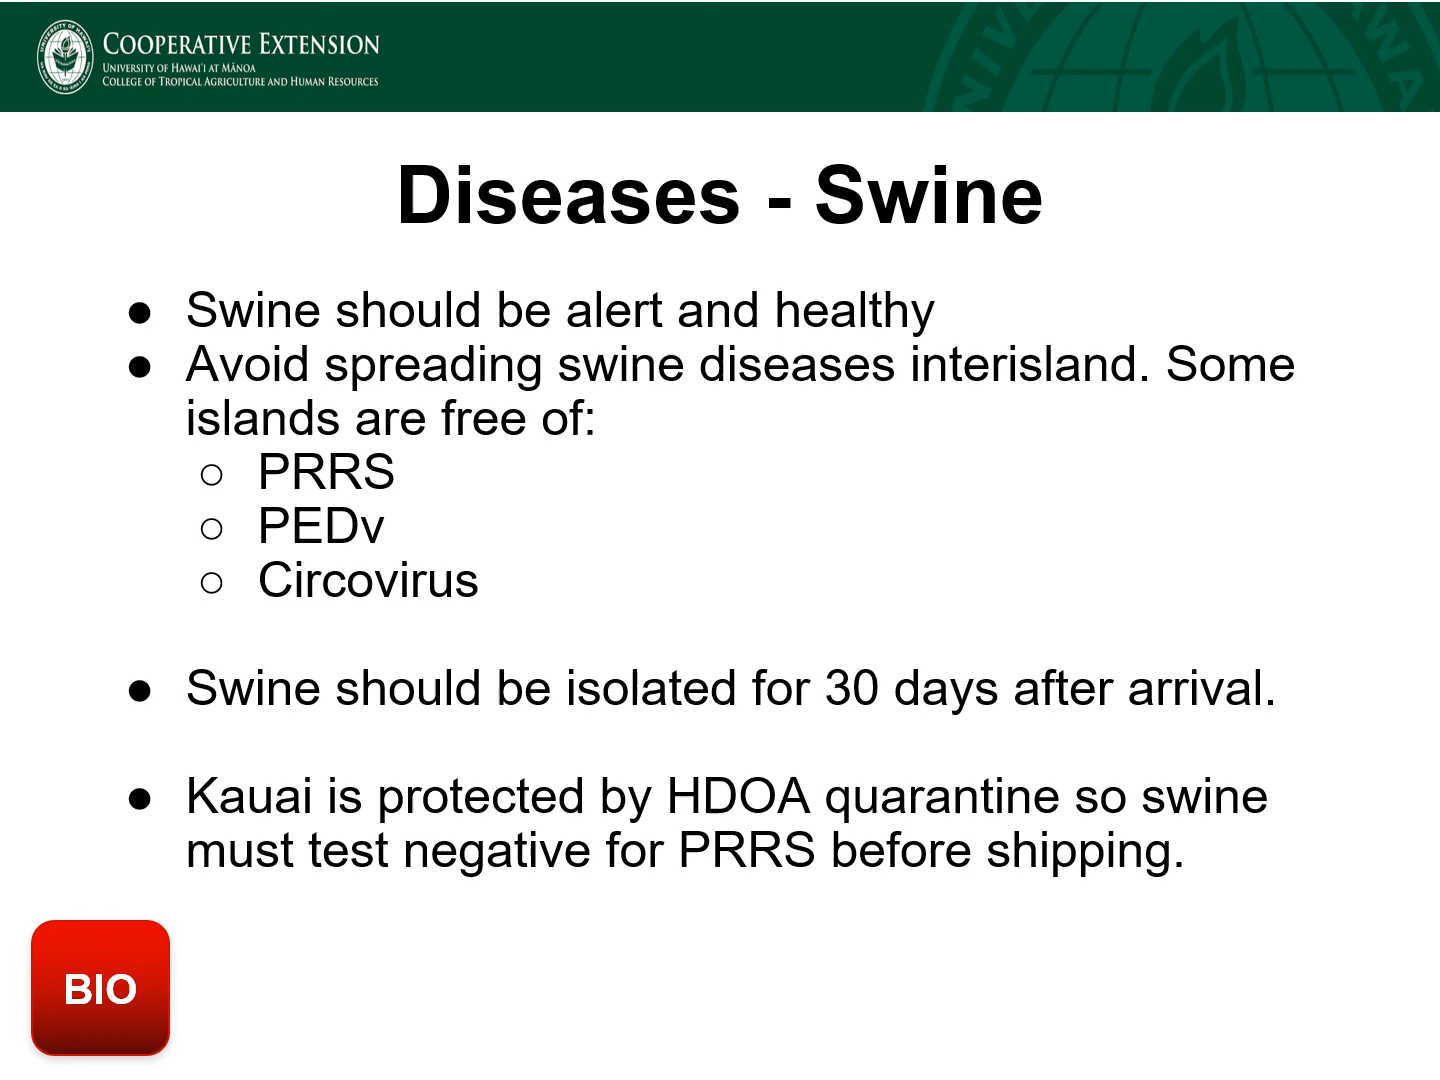 COOPERATIVE EXTENSION
UNIVERSITY OF HAWAI'I AT MĀNOA
COLLEGE OF TROPICAL AGRICULTURE AND HUMAN RESOURCES
Diseases - Swine
● Swine should be alert and healthy
● Avoid spreading swine diseases interisland. Some
islands are free of:
○ PRRS
○ PEDv
○ Circovirus
● Swine should be isolated for 30 days after arrival.
● Kauai is protected by HDOA quarantine so swine
must test negative for PRRS before shipping.
BIO